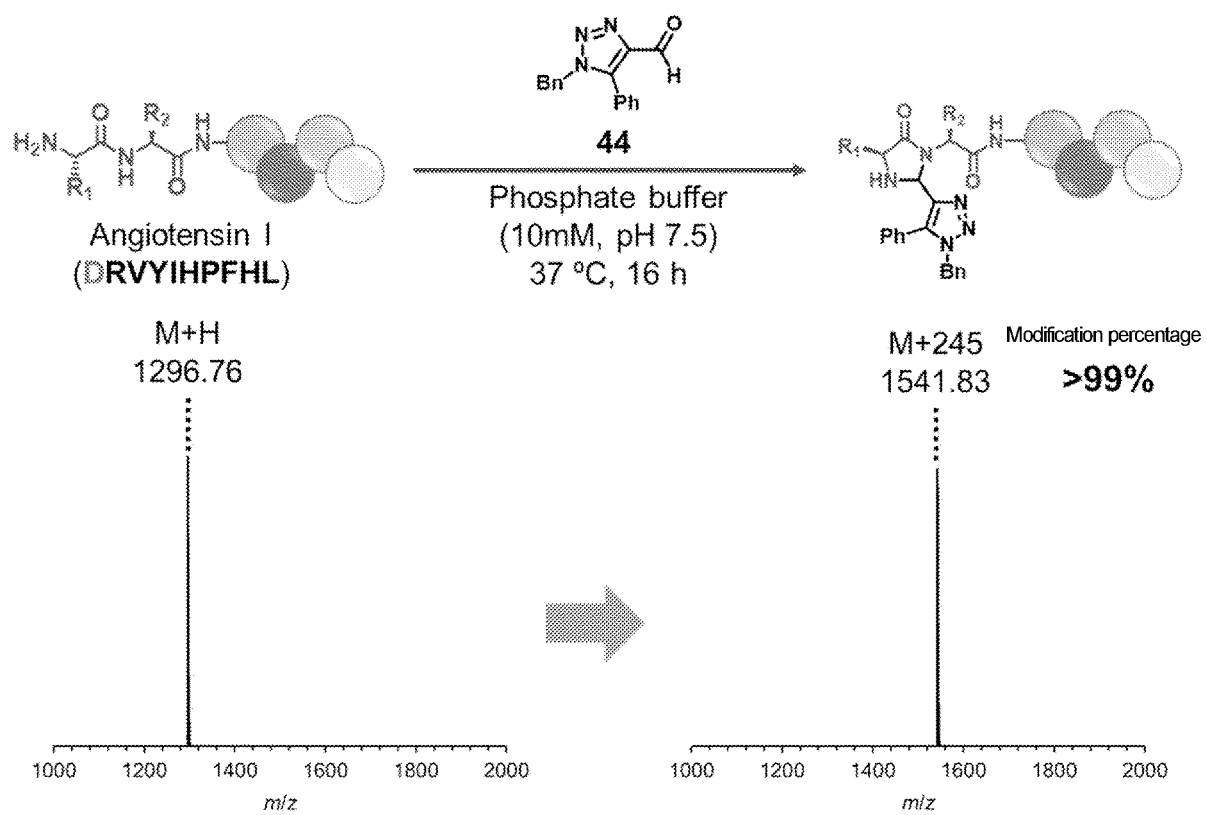 N=N
N
O
H
Bn
Ph
44
O
R₂
H
N
H₂N
N
H
R₁
O
Phosphate buffer
(10mM, pH 7.5)
37 ºC, 16 h
Angiotensin I
(DRVYIHPFHL)
O
R₂
H
N
R₁
N
HN
O
N
N
N
Ph
Bn
M+H
1296.76
M+245
1541.83
Modification percentage
>99%
1000 1200 1400 1600 1800 2000
m/z
1000 1200 1400 1600 1800 2000
m/z